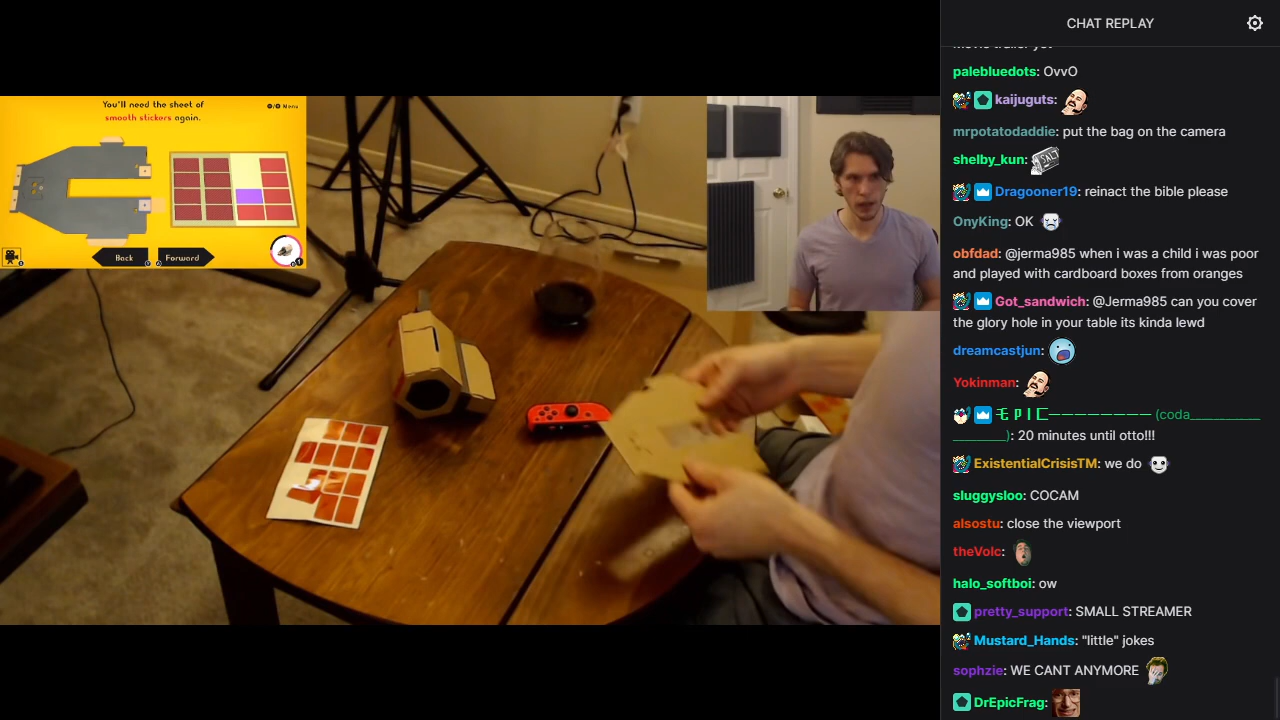 You'll need the sheet of
smooth stickers again.
Menu
Back
Forward
CHAT REPLAY
palebluedots: OvvO
kaijuguts:
mrpotatodaddie: put the bag on the camera
shelby_kun:
SALT
Dragooner19: reinact the bible please
OnyKing: OK
obfdad: @jerma985 when i was a child i was poor
and played with cardboard boxes from oranges
Got_sandwich: @Jerma985 can you cover
the glory hole in your table its kinda lewd
dreamcastjun:
Yokinman:
(coda__________
______): 20 minutes until otto!!!
ExistentialCrisisTM: we do
sluggysloo: COCAM
alsostu: close the viewport
theVolc:
halo_softboi: ow
pretty_support: SMALL STREAMER
Mustard_Hands: "little" jokes
sophzie: WE CANT ANYMORE
DrEpicFrag: